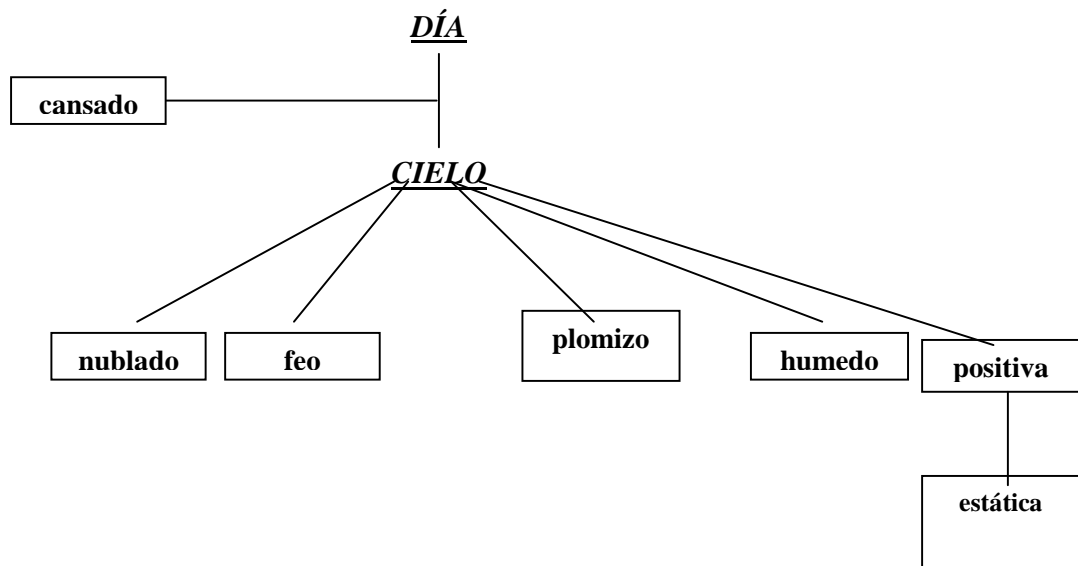 DÍA
cansado
CIELO
nublado
feo
plomizo
humedo
positiva
estática